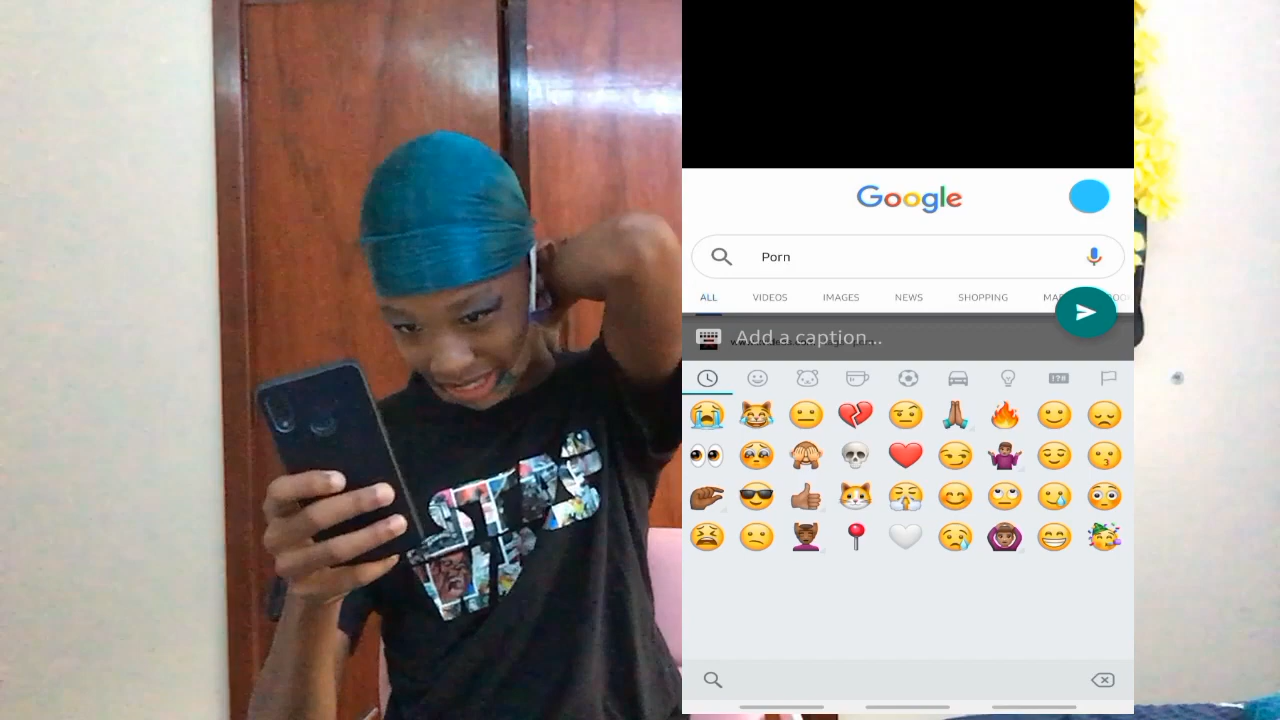 Google
Porn
ALL VIDEOS IMAGES NEWS SHOPPING
Add a caption...
!?#